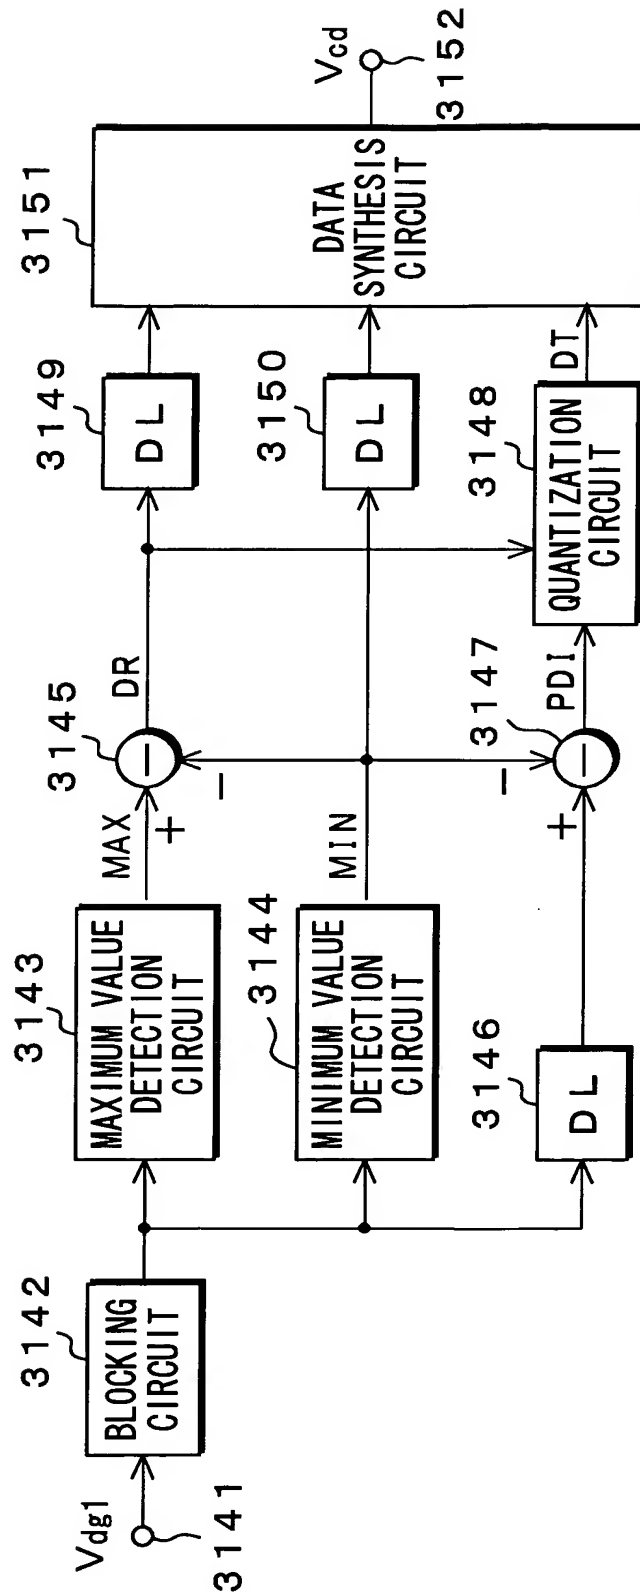 Vdg1
3141
3142
BLOCKING
CIRCUIT
3143
MAXIMUM VALUE
DETECTION
CIRCUIT
MAX
+
3145
−
−
DR
3149
DL
3144
MINIMUM VALUE
DETECTION
CIRCUIT
MIN
3150
DL
3146
DL
+
−
3147
−
PDI
3148
QUANTIZATION
CIRCUIT
DT
3151
DATA
SYNTHESIS
CIRCUIT
Vcd
3152